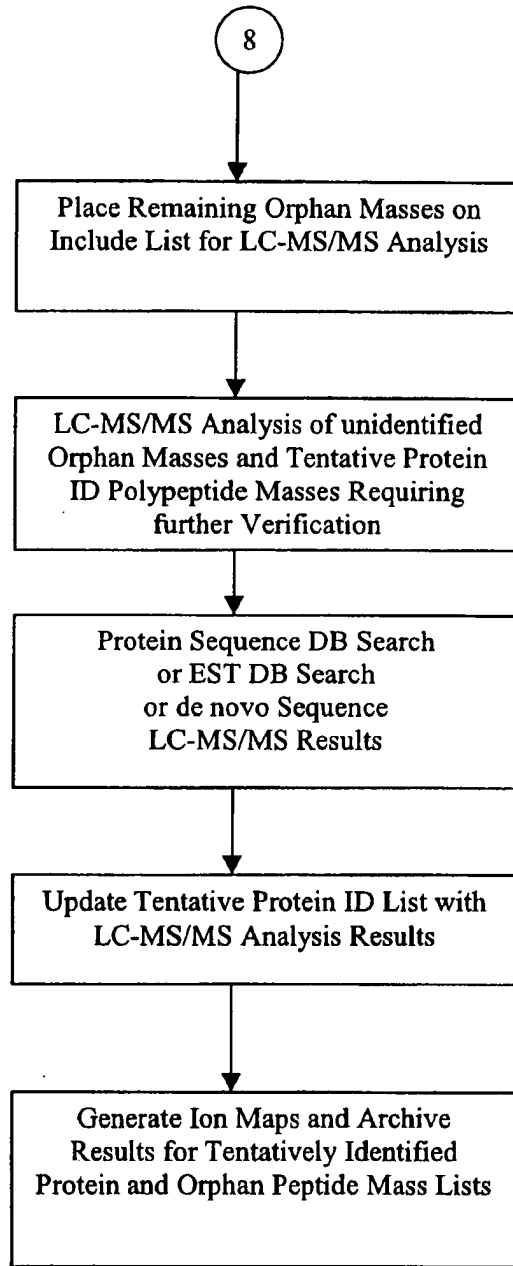 8
Place Remaining Orphan Masses on
Include List for LC-MS/MS Analysis
LC-MS/MS Analysis of unidentified
Orphan Masses and Tentative Protein
ID Polypeptide Masses Requiring
further Verification
Protein Sequence DB Search
or EST DB Search
or de novo Sequence
LC-MS/MS Results
Update Tentative Protein ID List with
LC-MS/MS Analysis Results
Generate Ion Maps and Archive
Results for Tentatively Identified
Protein and Orphan Peptide Mass Lists